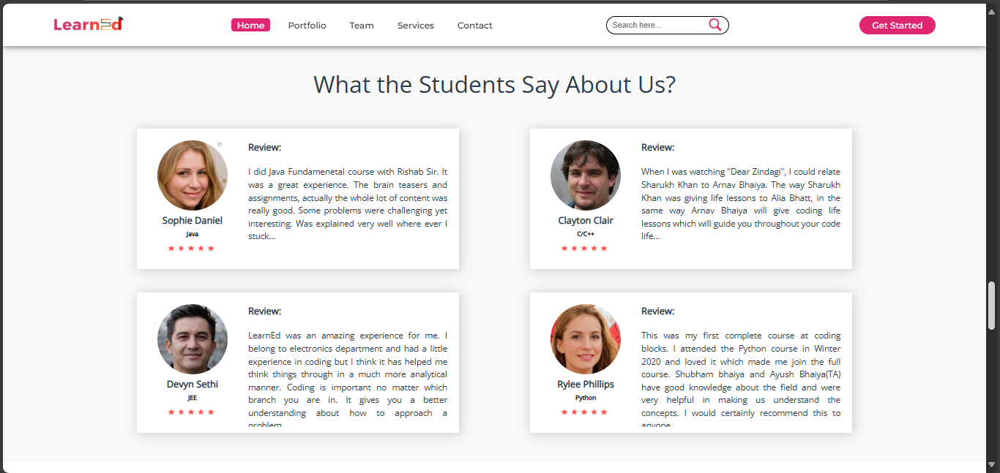 LearnEd
Home
Portfolio
Team
Services
Contact
Search here...
Get Started
What the Students Say About Us?
Sophie Daniel
Java
★ ★ ★ ★ ★
Review:
I did Java Fundamenetal course with Rishab Sir. It
was a great experience. The brain teasers and
assignments, actually the whole lot of content was
really good. Some problems were challenging yet
interesting. Was explained very well where ever I
stuck...
Clayton Clair
C/C++
★ ★ ★ ★ ★
Review:
When I was watching "Dear Zindagi", I could relate
Sharukh Khan to Arnav Bhaiya. The way Sharukh
Khan was giving life lessons to Alia Bhatt, in the
same way Arnav Bhaiya will give coding life
lessons which will guide you throughout your code
life...
Devyn Sethi
JEE
★ ★ ★ ★ ★
Review:
LearnEd was an amazing experience for me. I
belong to electronics department and had a little
experience in coding but I think it has helped me
think things through in a much more analytical
manner. Coding is important no matter which
branch you are in. It gives you a better
understanding about how to approach a
problem
Rylee Phillips
Python
★ ★ ★ ★ ★
Review:
This was my first complete course at coding
blocks. I attended the Python course in Winter
2020 and loved it which made me join the full
course. Shubham bhaiya and Ayush Bhaiya(TA)
have good knowledge about the field and were
very helpful in making us understand the
concepts. I would certainly recommend this to
anyone